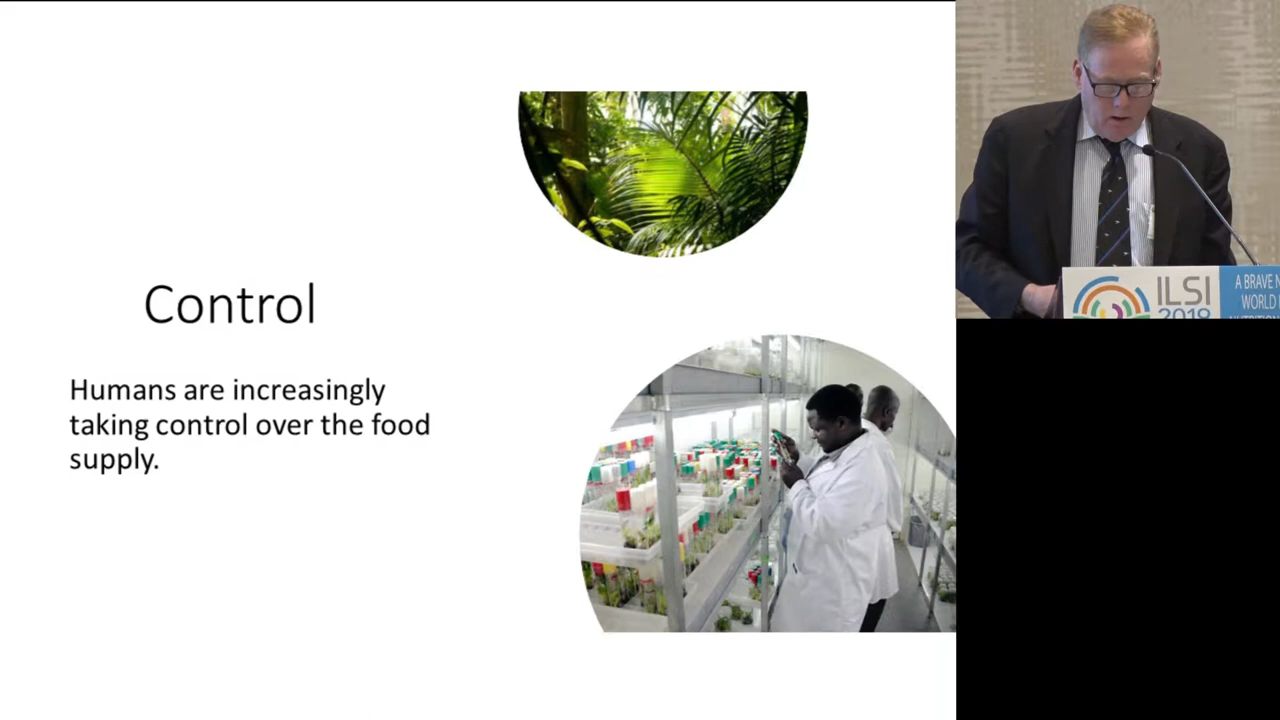 Control
Humans are increasingly
taking control over the food
supply.
ILSI
2019
A BRAVE
WORLD